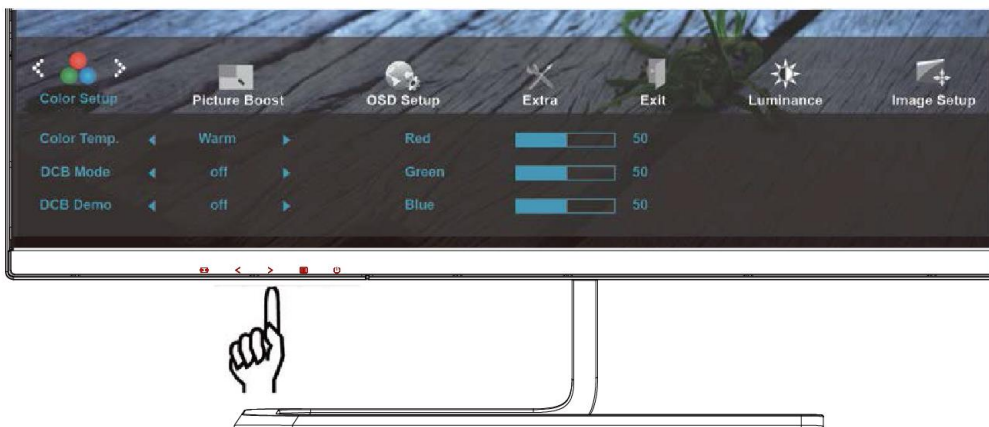 Color Setup Picture Boost OSD Setup Extra Exit Luminance Image Setup
Color Temp. Warm Red 50
DCB Mode off Green 50
DCB Demo off Blue 50